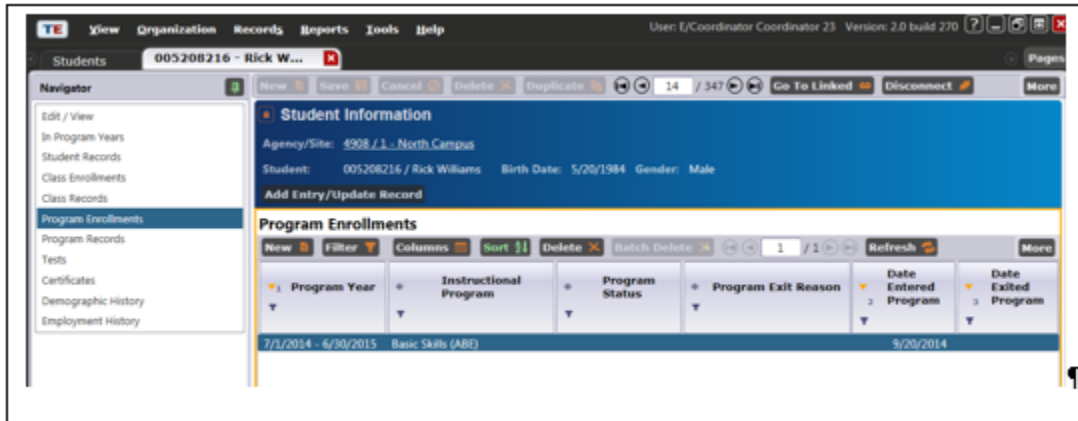 TE View Organization Records Reports Tools Help User: E/Coordinator Coordinator 23 Version: 2.0 build 270 ?
Students 005208216 - Rick W... Pages
Navigator New Save Cancel Delete Duplicate 14 / 347 Go To Linked Disconnect More
Edit / View
In Program Years
Student Records
Class Enrollments
Class Records
Program Enrollments
Program Records
Tests
Certificates
Demographic History
Employment History
Student Information
Agency/Site: 4908 / 1 - North Campus
Student: 005208216 / Rick Williams Birth Date: 5/20/1984 Gender: Male
Add Entry/Update Record
Program Enrollments
New Filter Columns Sort Delete Batch Delete 1 / 1 Refresh More
1 Program Year Instructional Program Program Status Program Exit Reason 2 Date Entered Program 3 Date Exited Program
7/1/2014 - 6/30/2015 Basic Skills (ABE) 9/20/2014
¶